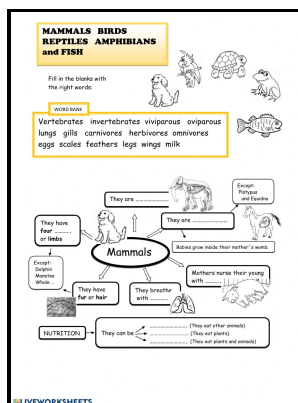 MAMMALS BIRDS
REPTILES AMPHIBIANS
and FISH
Fill in the blanks with
the right words:
WORD BANK
Vertebrates invertebrates viviparous oviparous
lungs gills carnivores herbivores omnivores
eggs scales feathers legs wings milk
They are ..............
Except:
Platypus
and Equidna
They have
four .........
or limbs
They are ......................
Babies grow inside their mother´s womb.
Mammals
Except:
Dolphin
Manatee
Whale ...
Mothers nurse their young
with .........
They have
fur or hair
They breathe
with ..........
NUTRITION
They can be
........................ (They eat other animals)
........................ (They eat plants)
........................ (They eat plants and animals)
LIVEWORKSHEETS